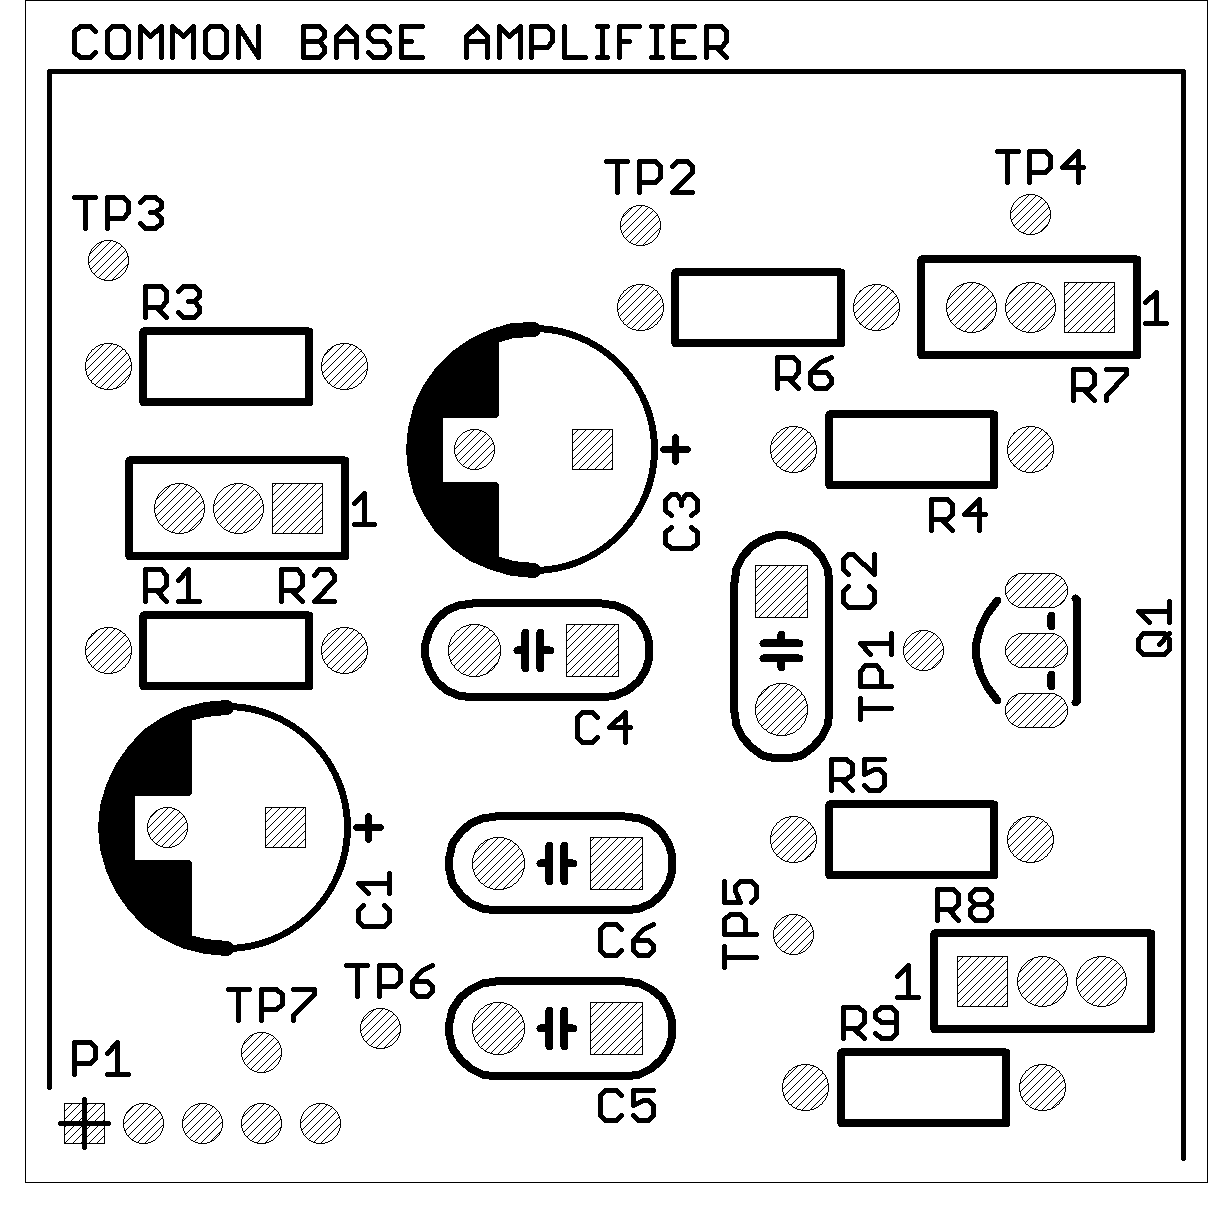 COMMON BASE AMPLIFIER
TP4
TP2
TP3
R3
1
R6
R7
+
1
C3
R4
R1
R2
C2
Q1
TP1
C4
R5
+
C1
TP5
R8
C6
TP6
1
TP7
R9
P1
C5